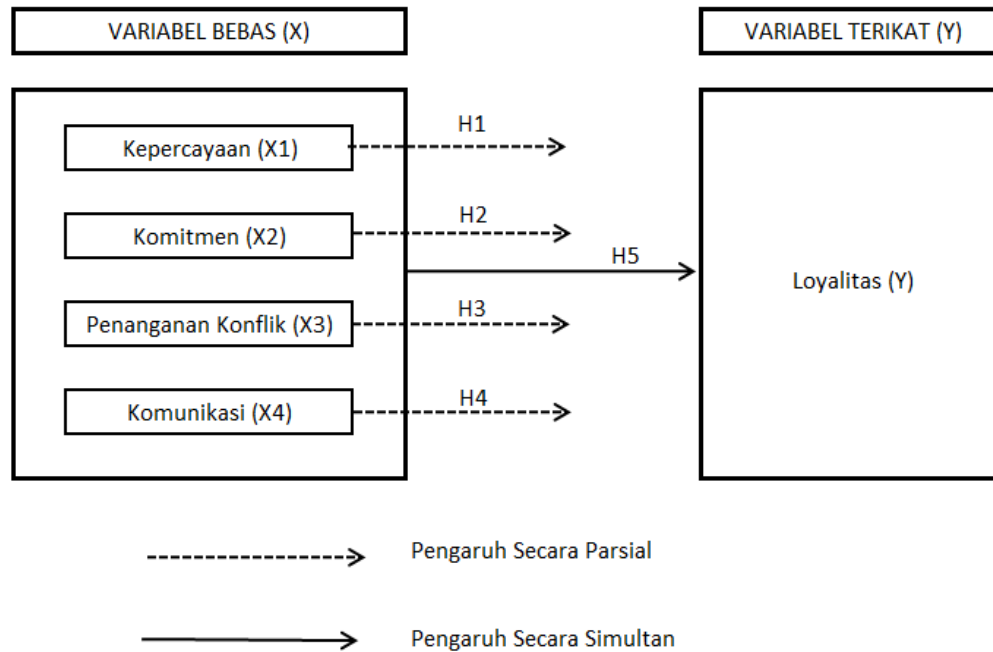 VARIABEL BEBAS (X)
VARIABEL TERIKAT (Y)
Kepercayaan (X1)
H1
Komitmen (X2)
H2
H5
Loyalitas (Y)
Penanganan Konflik (X3)
H3
Komunikasi (X4)
H4
Pengaruh Secara Parsial
Pengaruh Secara Simultan